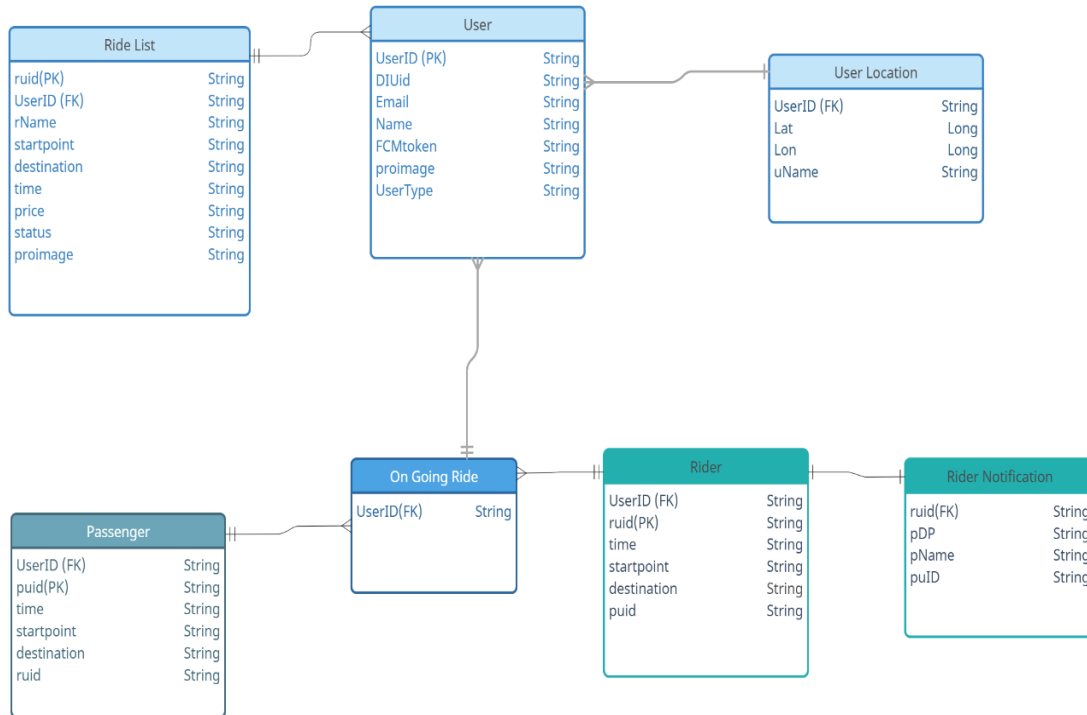 Ride List
ruid(PK) String
UserID (FK) String
rName String
startpoint String
destination String
time String
price String
status String
proimage String
User
UserID (PK) String
DIUid String
Email String
Name String
FCMtoken String
proimage String
UserType String
User Location
UserID (FK) String
Lat Long
Lon Long
uName String
Passenger
UserID (FK) String
puid(PK) String
time String
startpoint String
destination String
ruid String
On Going Ride
UserID(FK) String
Rider
UserID (FK) String
ruid(PK) String
time String
startpoint String
destination String
puid String
Rider Notification
ruid(FK) String
pDP String
pName String
puID String